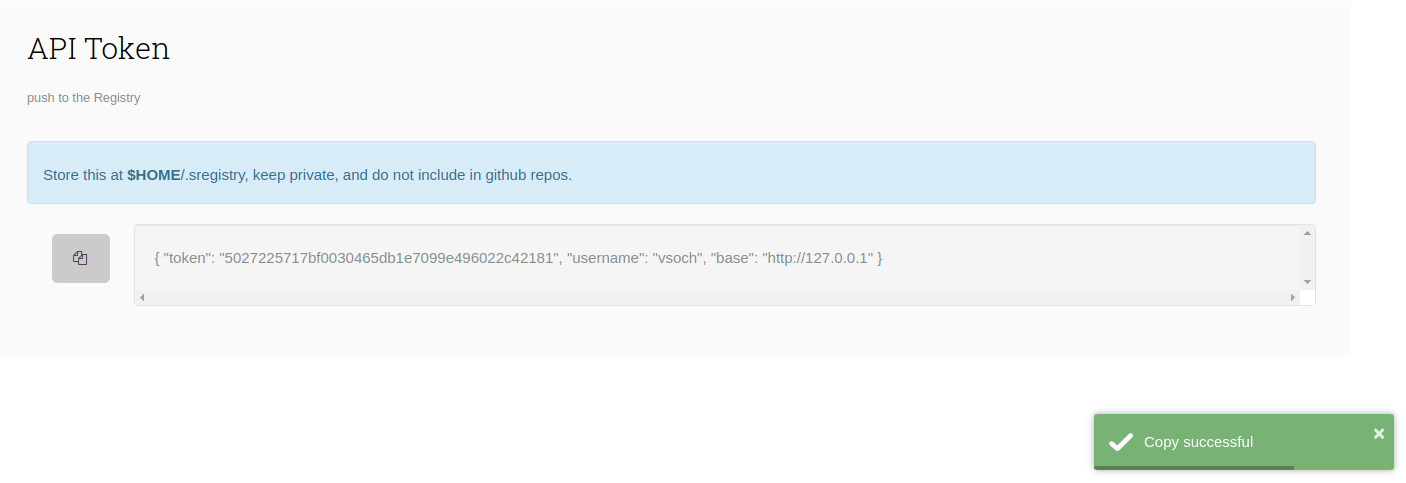 API Token
push to the Registry
Store this at $HOME/.sregistry, keep private, and do not include in github repos.
{ "token": "5027225717bf0030465db1e7099e496022c42181", "username": "vsoch", "base": "http://127.0.0.1" }
Copy successful